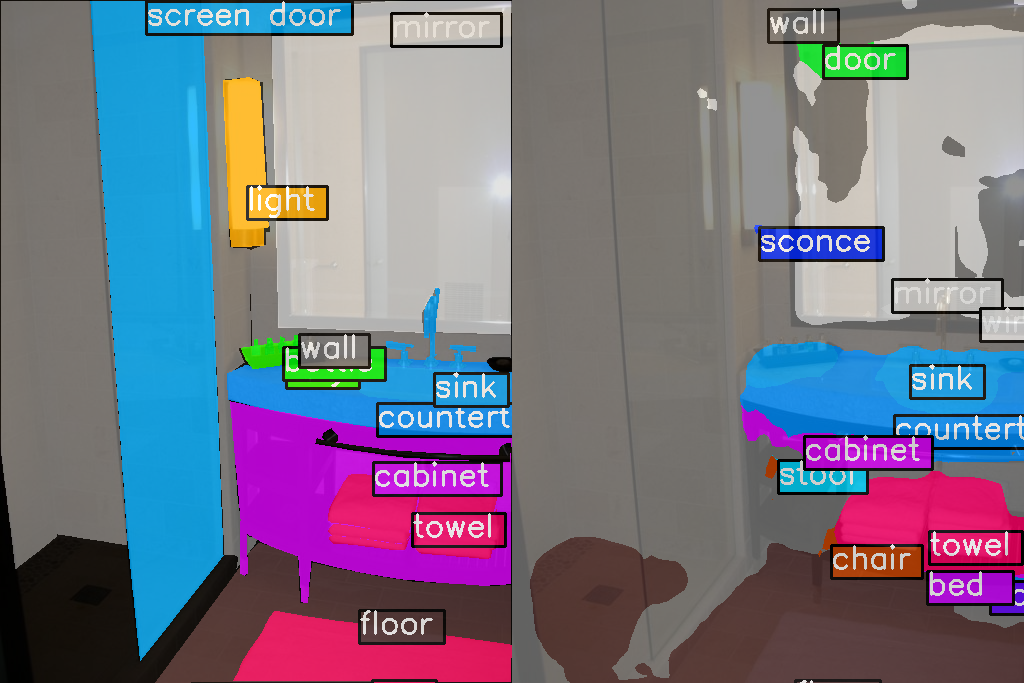 screen door
mirror
light
wall
sink
countert
cabinet
towel
floor
wall
door
sconce
mirror
sink
countert
cabinet
stool
chair
towel
bed